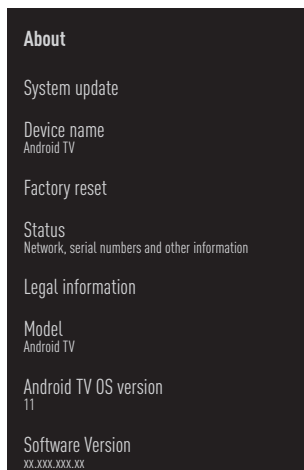 About
System update
Device name
Android TV
Factory reset
Status
Network, serial numbers and other information
Legal information
Model
Android TV
Android TV OS version
11
Software Version
xx.xxx.xxx.xx